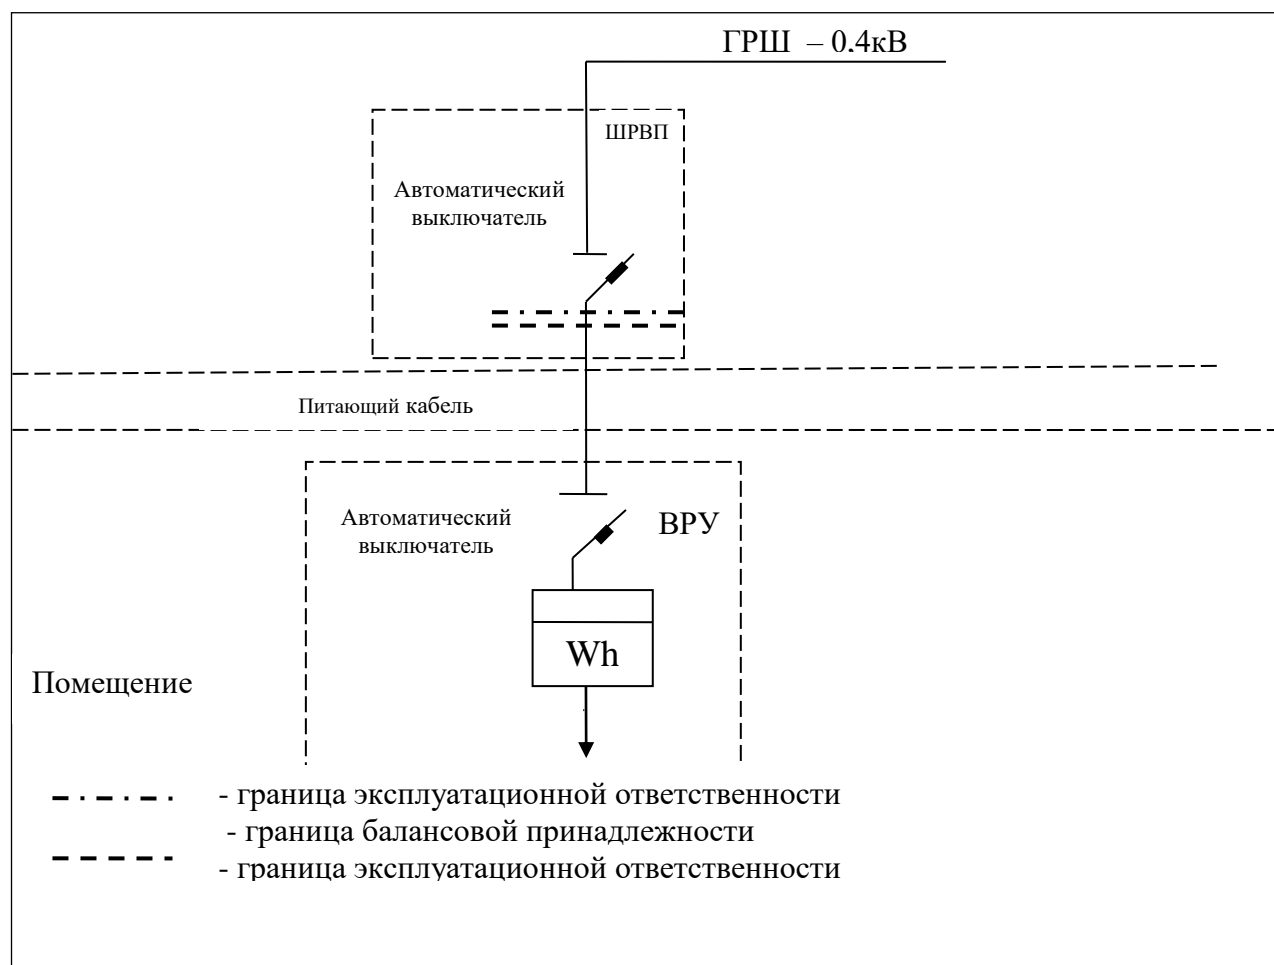 ГРШ – 0.4кВ
ШРВП
Автоматический
выключатель
Питающий кабель
Автоматический
выключатель
ВРУ
Wh
Помещение
- граница эксплуатационной ответственности
- граница балансовой принадлежности
- граница эксплуатационной ответственности